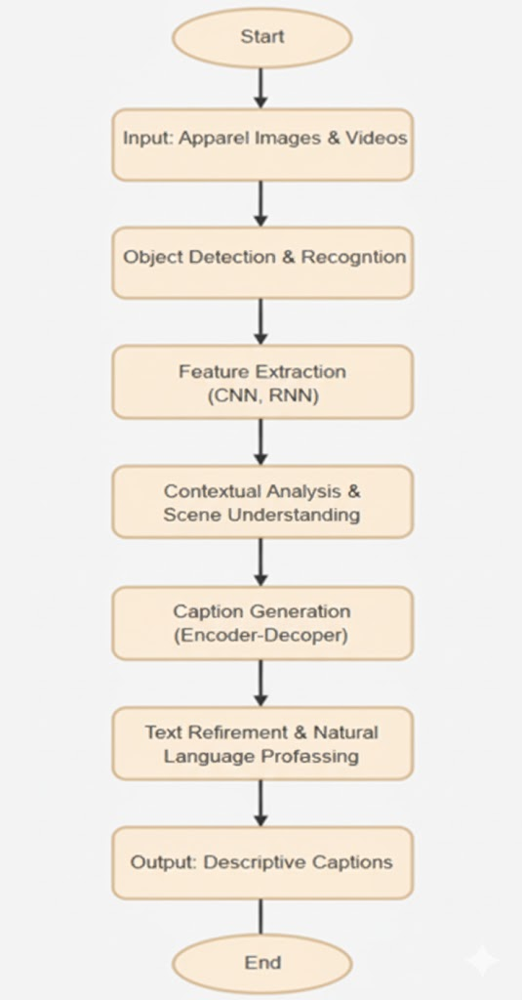 Start
Input: Apparel Images & Videos
Object Detection & Recogntion
Feature Extraction
(CNN, RNN)
Contextual Analysis &
Scene Understanding
Caption Generation
(Encoder-Decoper)
Text Refirement & Natural
Language Profassing
Output: Descriptive Captions
End